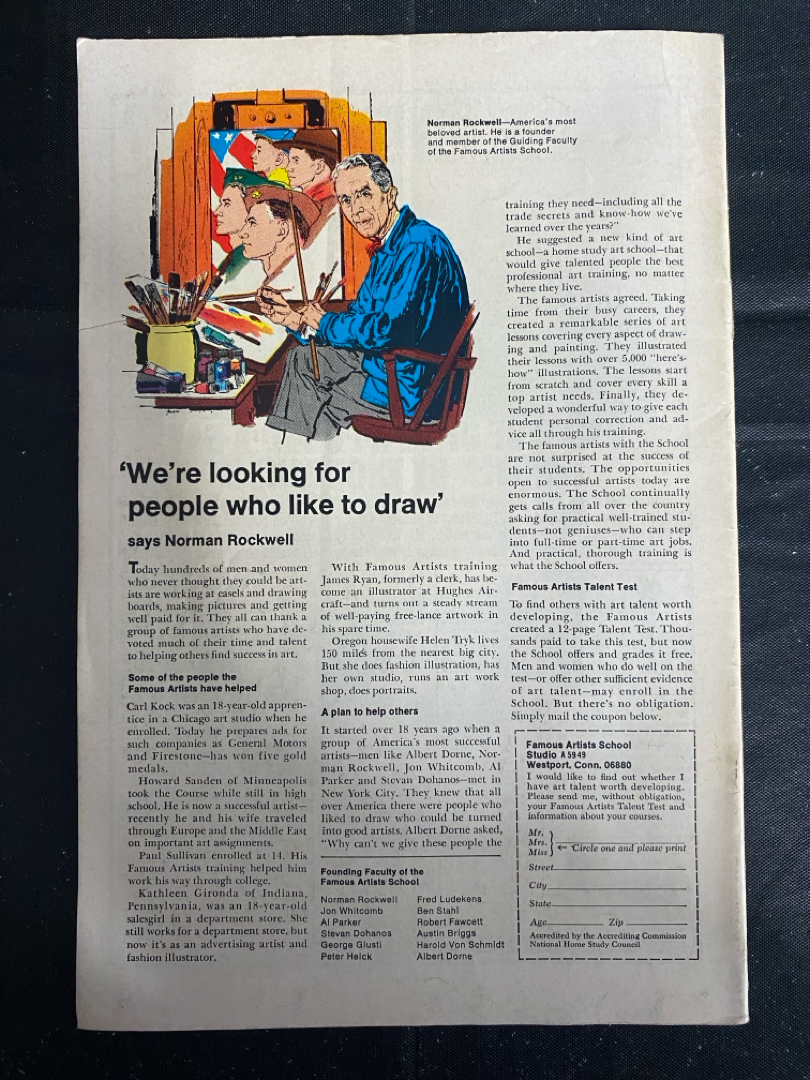 Norman Rockwell—America's most
beloved artist. He is a founder
and member of the Guiding Faculty
of the Famous Artists School.
'We're looking for
people who like to draw'
says Norman Rockwell
Today hundreds of men and women
who never thought they could be art-
ists are working at easels and drawing
boards, making pictures and getting
well paid for it. They all can thank a
group of famous artists who have de-
voted much of their time and talent
to helping others find success in art.
Some of the people the
Famous Artists have helped
Carl Kock was an 18-year-old appren-
tice in a Chicago art studio when he
enrolled. Today he prepares ads for
such companies as General Motors
and Firestone—has won five gold
medals.
Howard Sanden of Minneapolis
took the Course while still in high
school. He is now a successful artist—
recently he and his wife traveled
through Europe and the Middle East
on important art assignments.
Paul Sullivan enrolled at 14. His
Famous Artists training helped him
work his way through college.
Kathleen Gironda of Indiana,
Pennsylvania, was an 18-year-old
salesgirl in a department store. She
still works for a department store, but
now it's as an advertising artist and
fashion illustrator.
With Famous Artists training
James Ryan, formerly a clerk, has be-
come an illustrator at Hughes Air-
craft—and turns out a steady stream
of well-paying free-lance artwork in
his spare time.
Oregon housewife Helen Tryk lives
150 miles from the nearest big city.
But she does fashion illustration, has
her own studio, runs an art work
shop, does portraits.
A plan to help others
It started over 18 years ago when a
group of America's most successful
artists—men like Albert Dorne, Nor-
man Rockwell, Jon Whitcomb, Al
Parker and Stevan Dohanos—met in
New York City. They knew that all
over America there were people who
liked to draw who could be turned
into good artists. Albert Dorne asked,
"Why can't we give these people the
Founding Faculty of the
Famous Artists School
Norman Rockwell
Jon Whitcomb
Al Parker
Stevan Dohanos
George Giusti
Peter Helck
Fred Ludekens
Ben Stahl
Robert Fawcett
Austin Briggs
Harold Von Schmidt
Albert Dorne
training they need—including all the
trade secrets and know-how we've
learned over the years?"
He suggested a new kind of art
school—a home study art school—that
would give talented people the best
professional art training, no matter
where they live.
The famous artists agreed. Taking
time from their busy careers, they
created a remarkable series of art
lessons covering every aspect of draw-
ing and painting. They illustrated
their lessons with over 5,000 "here's-
how" illustrations. The lessons start
from scratch and cover every skill a
top artist needs. Finally, they de-
veloped a wonderful way to give each
student personal correction and ad-
vice all through his training.
The famous artists with the School
are not surprised at the success of
their students. The opportunities
open to successful artists today are
enormous. The School continually
gets calls from all over the country
asking for practical well-trained stu-
dents—not geniuses—who can step
into full-time or part-time art jobs.
And practical, thorough training is
what the School offers.
Famous Artists Talent Test
To find others with art talent worth
developing, the Famous Artists
created a 12-page Talent Test. Thou-
sands paid to take this test, but now
the School offers and grades it free.
Men and women who do well on the
test—or offer other sufficient evidence
of art talent—may enroll in the
School. But there's no obligation.
Simply mail the coupon below.
Famous Artists School
Studio A5949
Westport, Conn. 06880
I would like to find out whether I
have art talent worth developing.
Please send me, without obligation,
your Famous Artists Talent Test and
information about your courses.
Mr.
Mrs. ← Circle one and please print
Miss
Street
City
State
Age Zip
Accredited by the Accrediting Commission
National Home Study Council